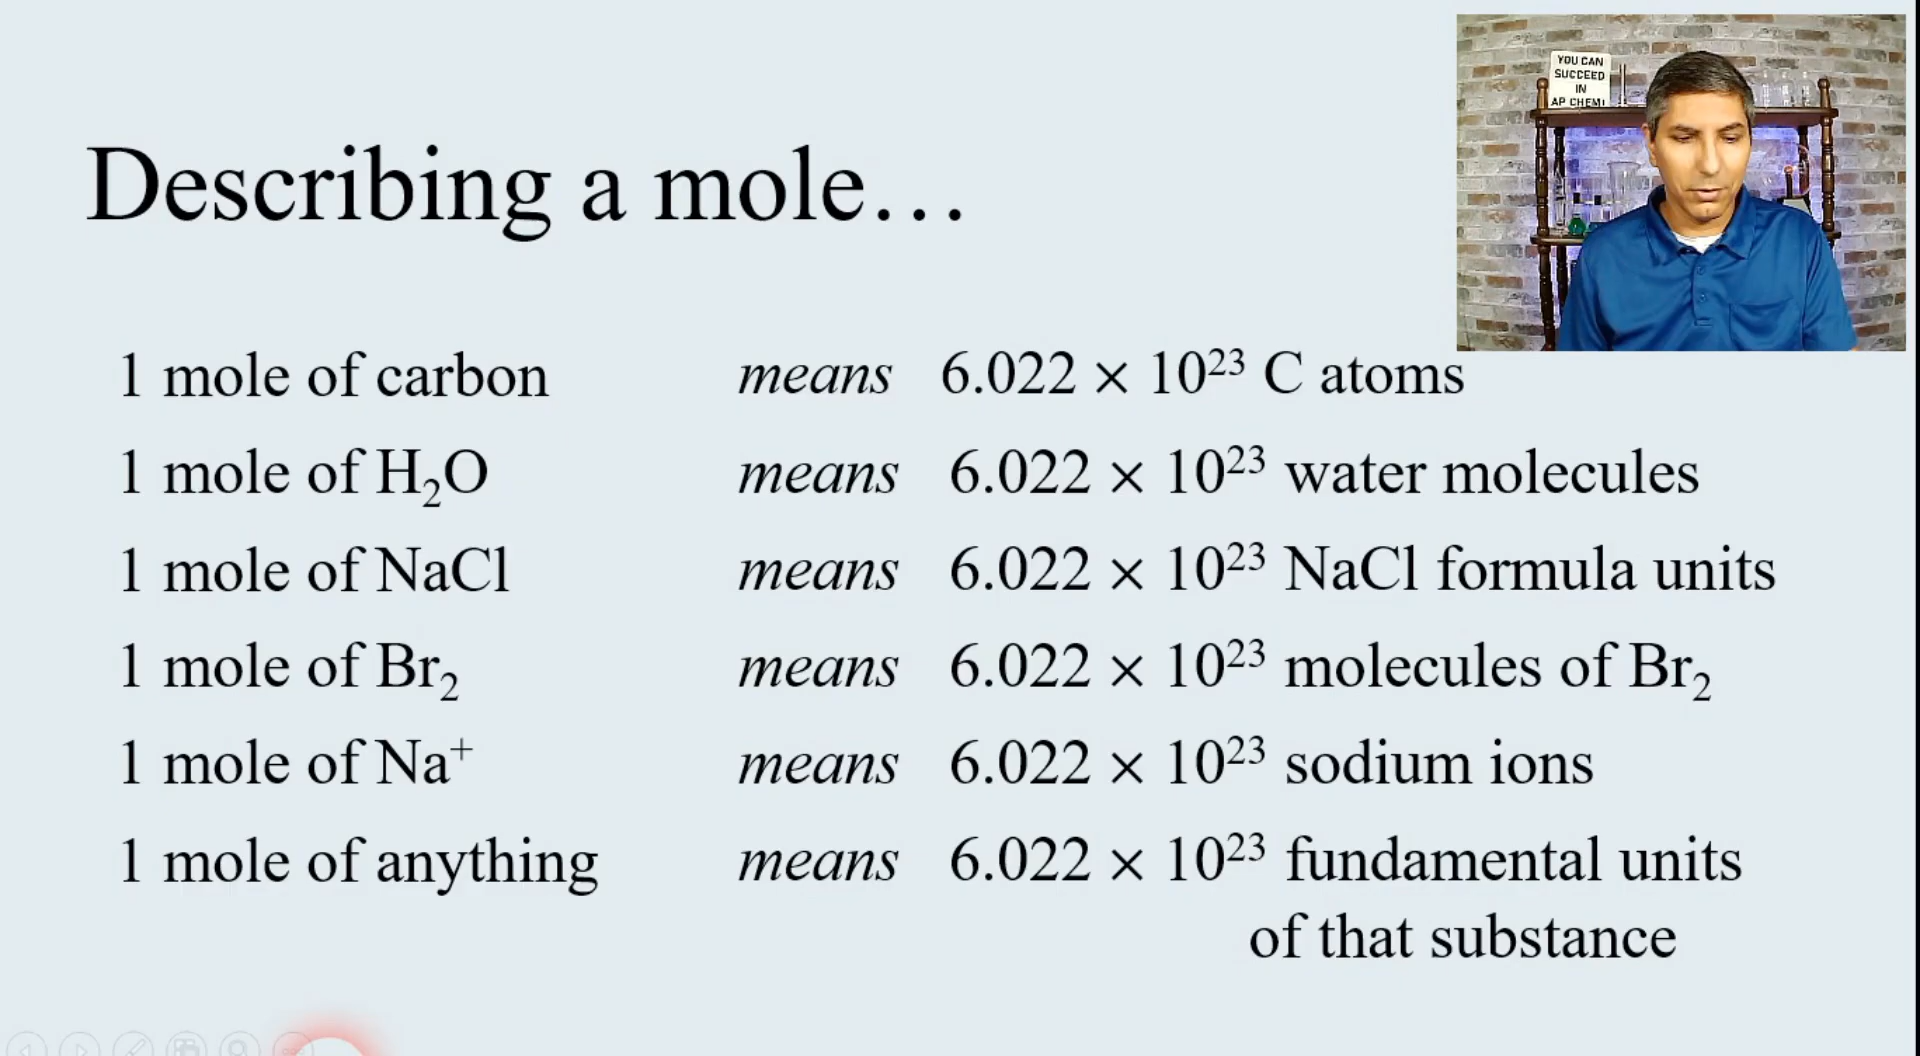 YOU CAN
SUCCEED
IN
AP CHEM!
Describing a mole…
1 mole of carbon means 6.022 × 10²³ C atoms
1 mole of H₂O means 6.022 × 10²³ water molecules
1 mole of NaCl means 6.022 × 10²³ NaCl formula units
1 mole of Br₂ means 6.022 × 10²³ molecules of Br₂
1 mole of Na⁺ means 6.022 × 10²³ sodium ions
1 mole of anything means 6.022 × 10²³ fundamental units
of that substance